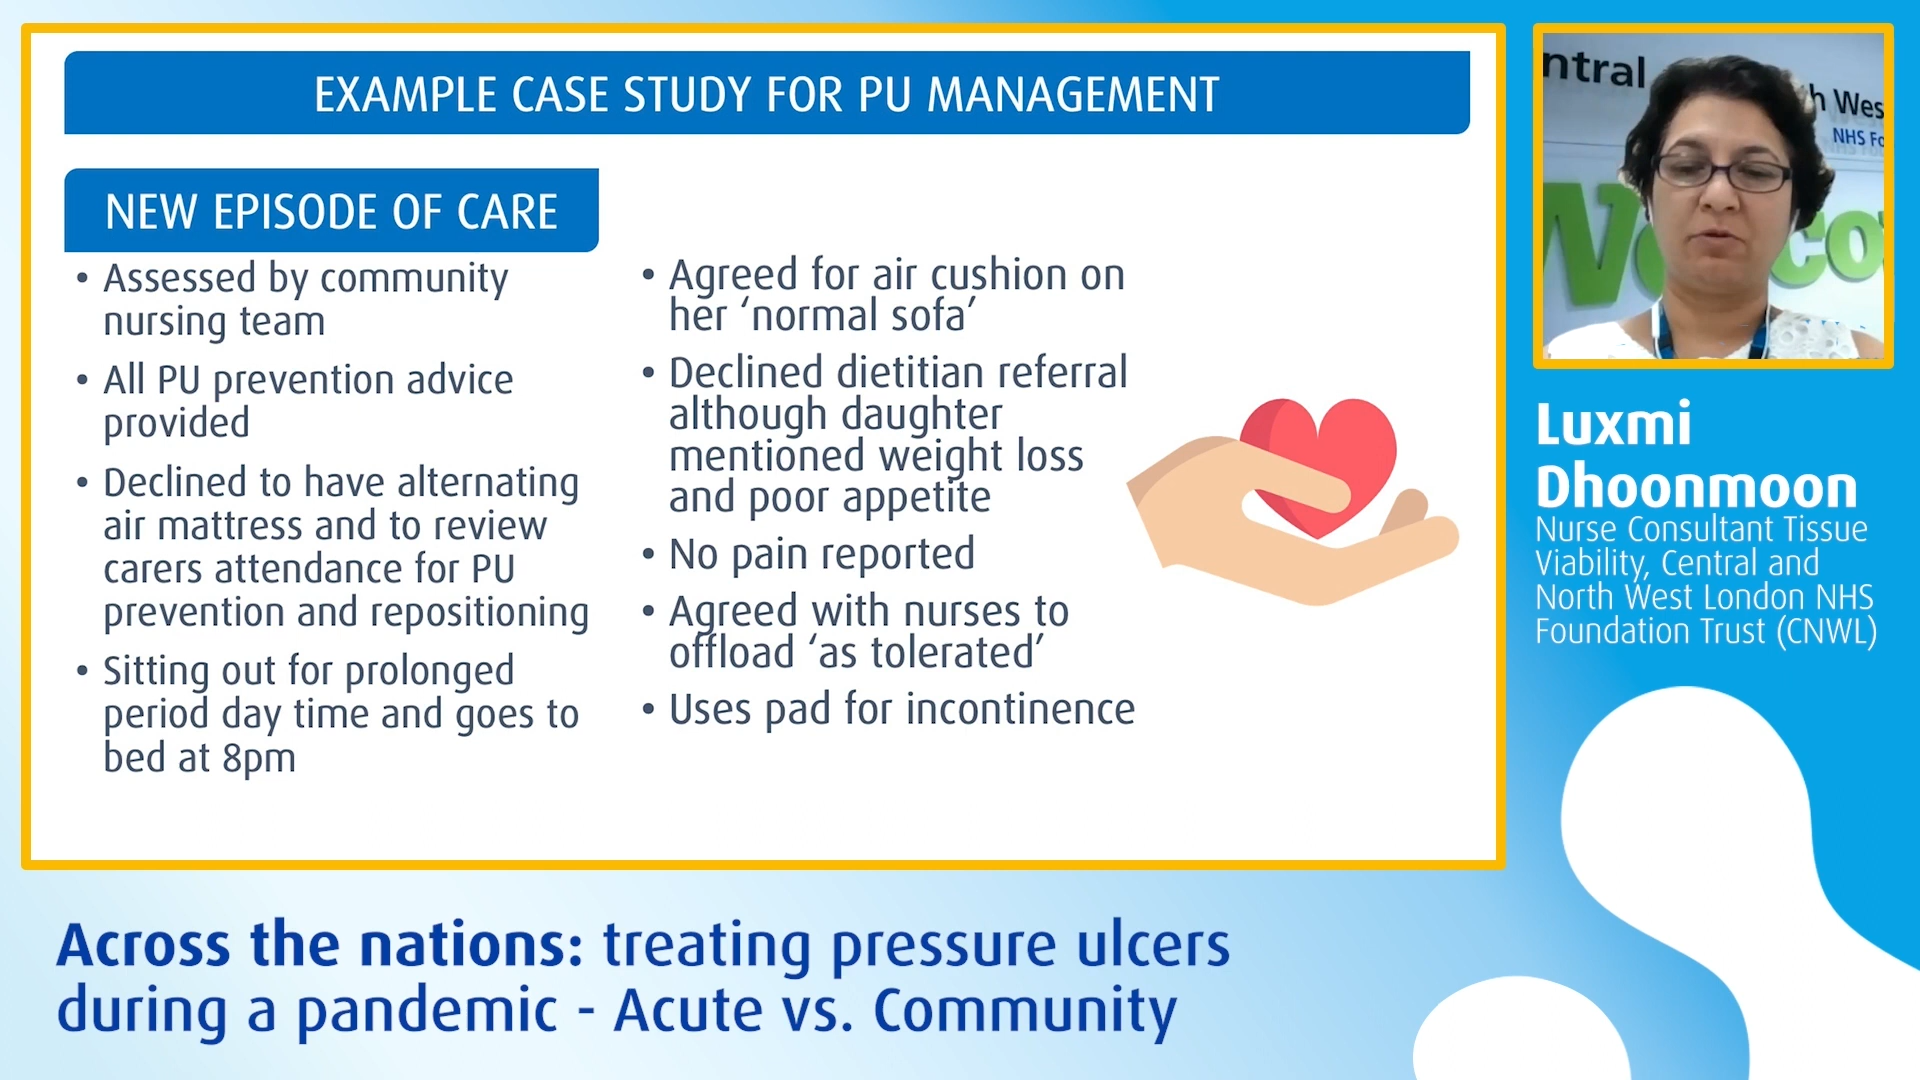 EXAMPLE CASE STUDY FOR PU MANAGEMENT
NEW EPISODE OF CARE
• Assessed by community
nursing team
• All PU prevention advice
provided
• Declined to have alternating
air mattress and to review
carers attendance for PU
prevention and repositioning
• Sitting out for prolonged
period day time and goes to
bed at 8pm
• Agreed for air cushion on
her ‘normal sofa’
• Declined dietitian referral
although daughter
mentioned weight loss
and poor appetite
• No pain reported
• Agreed with nurses to
offload ‘as tolerated’
• Uses pad for incontinence
ntral
h Wes
NHS Fo
Luxmi
Dhoonmoon
Nurse Consultant Tissue
Viability, Central and
North West London NHS
Foundation Trust (CNWL)
Across the nations: treating pressure ulcers
during a pandemic - Acute vs. Community